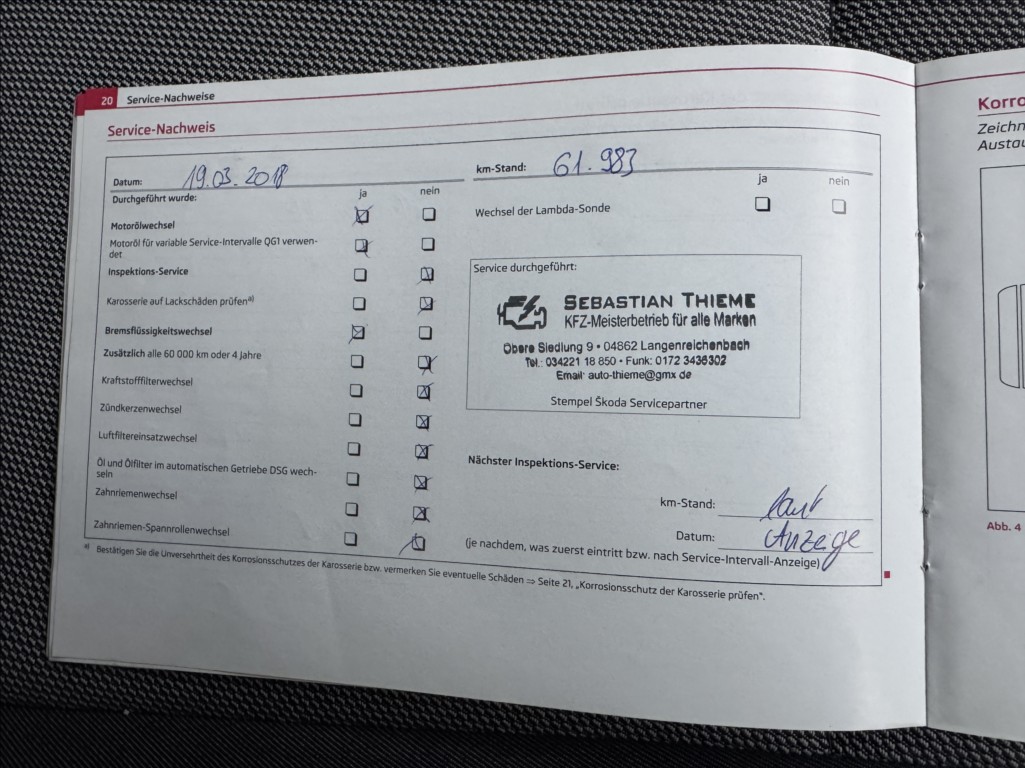 20 Service-Nachweise
Service-Nachweis
Datum: 19.03.2018
Durchgeführt wurde:
ja nein
Motorölwechsel
Motoröl für variable Service-Intervalle QG1 verwen-
det
Inspektions-Service
Karosserie auf Lackschäden prüfen a)
Bremsflüssigkeitswechsel
Zusätzlich alle 60 000 km oder 4 Jahre
Kraftstofffilterwechsel
Zündkerzenwechsel
Luftfiltereinsatzwechsel
Öl und Ölfilter im automatischen Getriebe DSG wech-
seln
Zahnriemenwechsel
Zahnriemen-Spannrollenwechsel
km-Stand: 61.983
ja nein
Wechsel der Lambda-Sonde
Service durchgeführt:
SEBASTIAN THIEME
KFZ-Meisterbetrieb für alle Marken
Obere Siedlung 9 • 04862 Langenreichenbach
Tel.: 034221 18 850 • Funk: 0172 3436302
Email: auto-thieme@gmx de
Stempel Škoda Servicepartner
Nächster Inspektions-Service:
km-Stand: laut
Datum: Anzege
(je nachdem, was zuerst eintritt bzw. nach Service-Intervall-Anzeige)
a) Bestätigen Sie die Unversehrtheit des Korrosionsschutzes der Karosserie bzw. vermerken Sie eventuelle Schäden ⇒ Seite 21, „Korrosionsschutz der Karosserie prüfen“.
Korro
Zeichn
Austau
Abb. 4